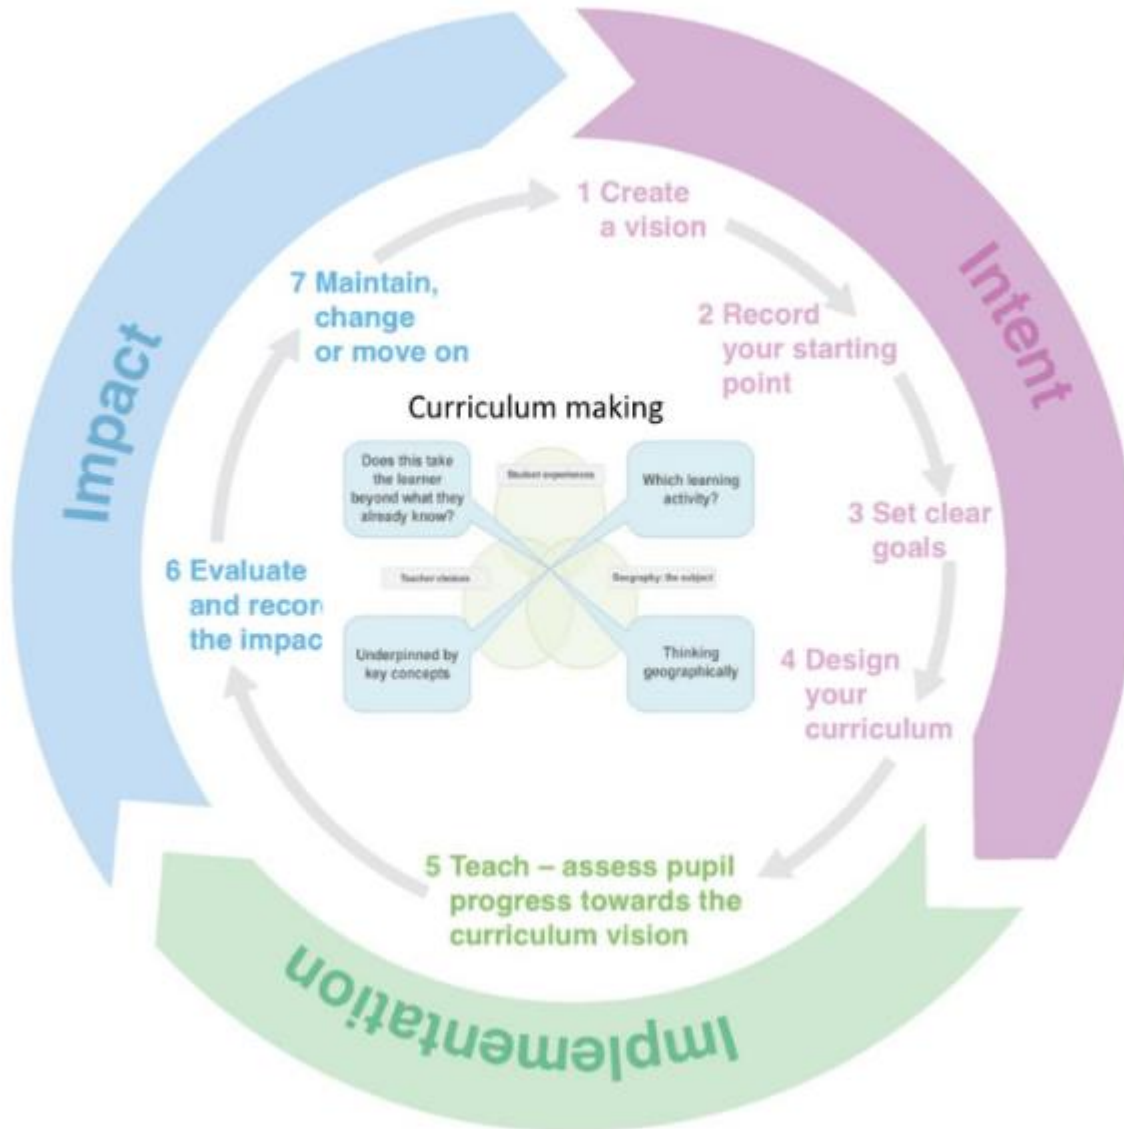 Intent
Implementation
Impact
1 Create
a vision
2 Record
your starting
point
3 Set clear
goals
4 Design
your
curriculum
5 Teach – assess pupil
progress towards the
curriculum vision
6 Evaluate
and recor
the impac
7 Maintain,
change
or move on
Curriculum making
Does this take
the learner
beyond what they
already know?
Student experiences
Which learning
activity?
Teacher choices
Geography: the subject
Underpinned by
key concepts
Thinking
geographically